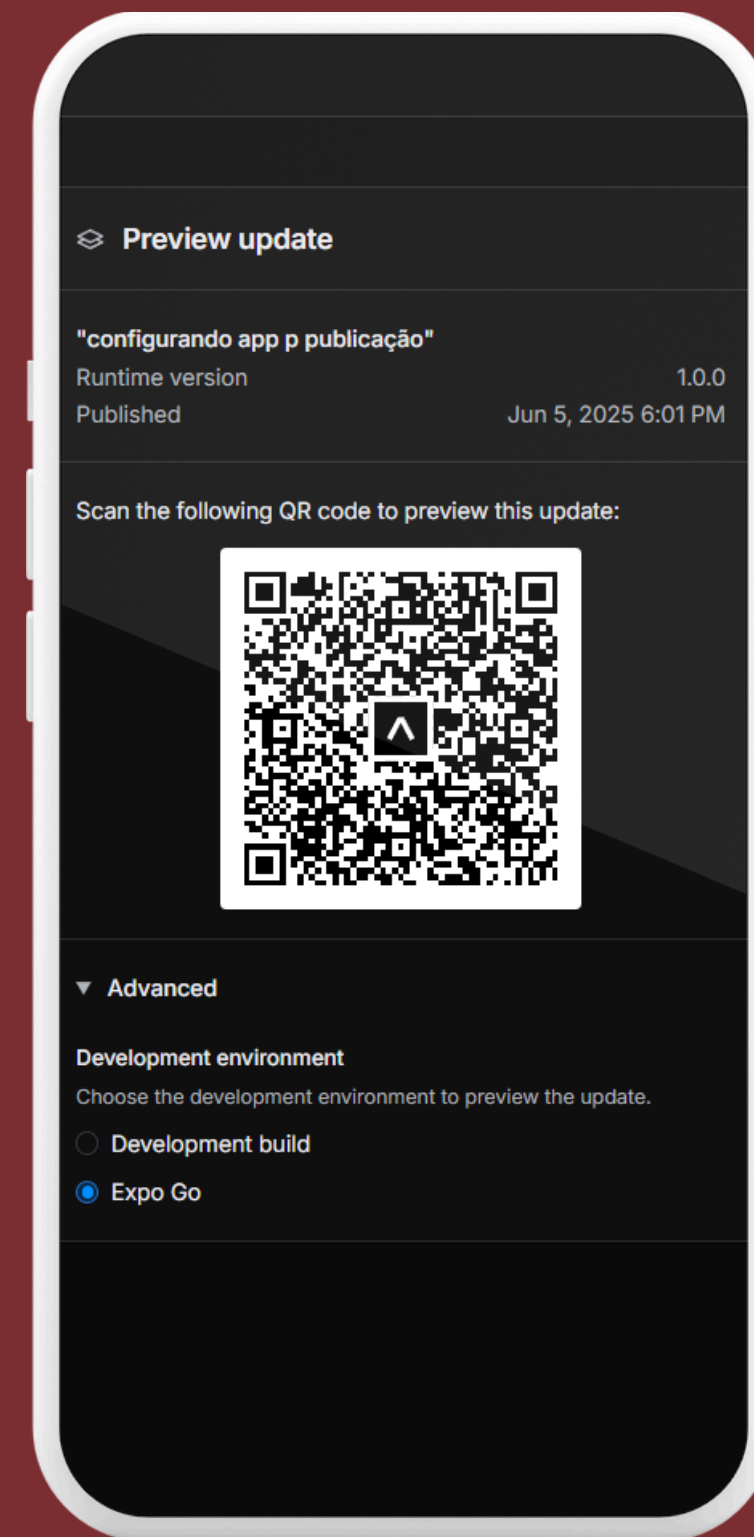 Preview update
"configurando app p publicação"
Runtime version 1.0.0
Published Jun 5, 2025 6:01 PM
Scan the following QR code to preview this update:
Advanced
Development environment
Choose the development environment to preview the update.
Development build
Expo Go